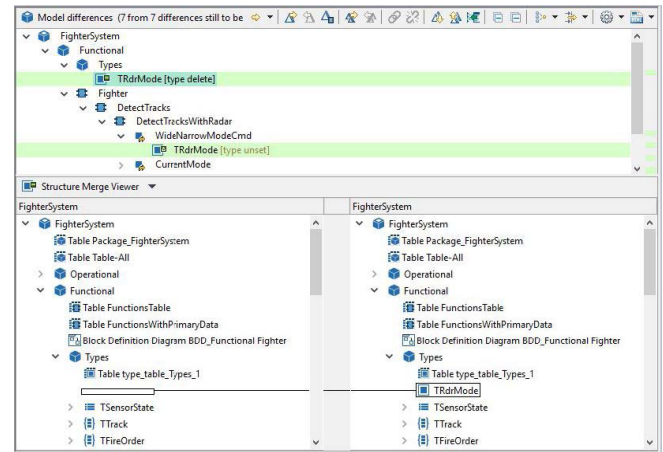 Model differences (7 from 7 differences still to be
FighterSystem
Functional
Types
TRdrMode [type delete]
Fighter
DetectTracks
DetectTracksWithRadar
WideNarrowModeCmd
TRdrMode [type unset]
CurrentMode
Structure Merge Viewer
FighterSystem
FighterSystem
Table Package_FighterSystem
Table Table-All
Operational
Functional
Table FunctionsTable
Table FunctionsWithPrimaryData
Block Definition Diagram BDD_Functional Fighter
Types
Table type_table_Types_1
TSensorState
TTrack
TFireOrder
FighterSystem
FighterSystem
Table Package_FighterSystem
Table Table-All
Operational
Functional
Table FunctionsTable
Table FunctionsWithPrimaryData
Block Definition Diagram BDD_Functional Fighter
Types
Table type_table_Types_1
TRdrMode
TSensorState
TTrack
TFireOrder